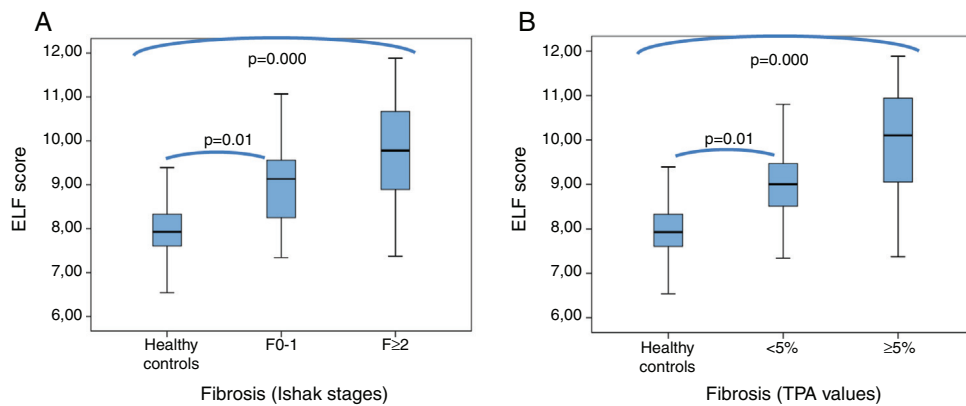 A
12,00
11,00
10,00
9,00
8,00
7,00
6,00
ELF score
p=0.000
p=0.01
Healthy
controls
F0-1
F≥2
Fibrosis (Ishak stages)
B
12,00
11,00
10,00
9,00
8,00
7,00
6,00
ELF score
p=0.000
p=0.01
Healthy
controls
<5%
≥5%
Fibrosis (TPA values)